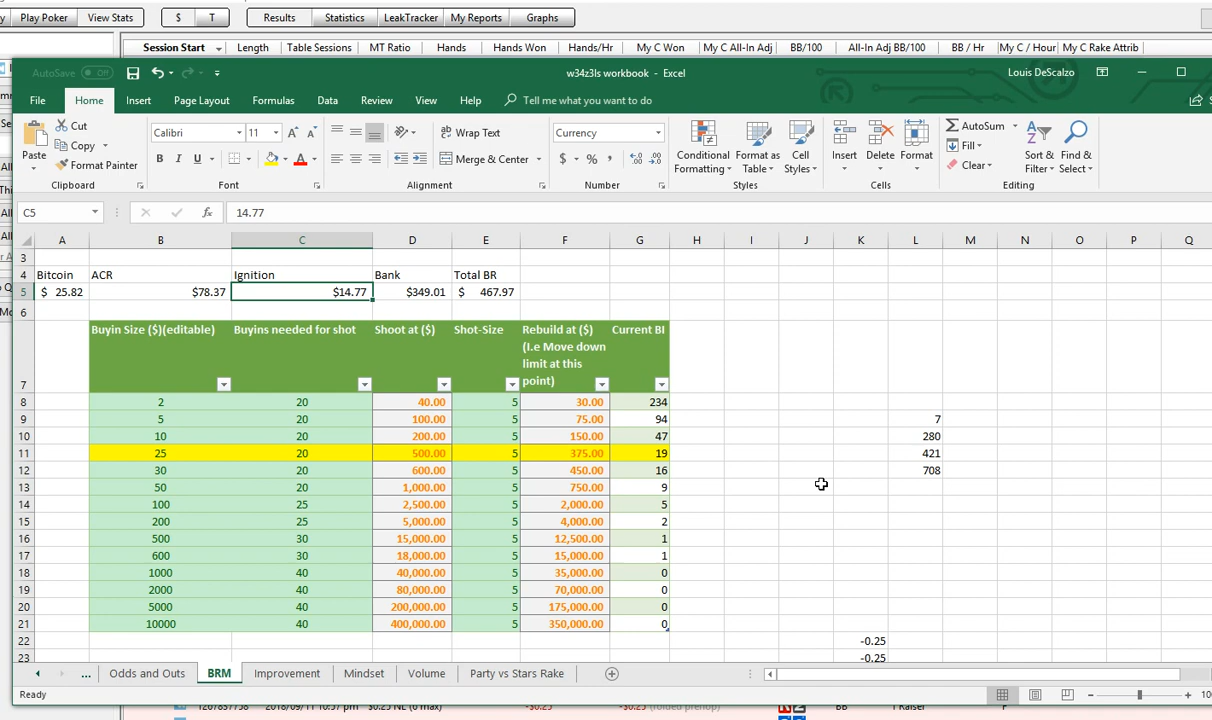 y Play Poker View Stats $ T Results Statistics LeakTracker My Reports Graphs
Session Start Length Table Sessions MT Ratio Hands Hands Won Hands/Hr My C Won My C All-In Adj BB/100 All-In Adj BB/100 BB / Hr My C / Hour My C Rake Attrib
AutoSave Off w34z3ls workbook - Excel Louis DeScalzo
File Home Insert Page Layout Formulas Data Review View Help Tell me what you want to do
Paste Cut Copy Format Painter
Clipboard
Calibri 11
B I U A
Font
Wrap Text
Merge & Center
Alignment
Currency
$ % ,
Number
Conditional Formatting Format as Table Cell Styles
Styles
Insert Delete Format
Cells
AutoSum Fill Clear Sort & Filter Find & Select
Editing
C5 fx 14.77
A B C D E F G H I J K L M N O P Q
3
4 Bitcoin ACR Ignition Bank Total BR
5 $ 25.82 $78.37 $14.77 $349.01 $ 467.97
6
7 Buyin Size ($)(editable) Buyins needed for shot Shoot at ($) Shot-Size Rebuild at ($) (I.e Move down limit at this point) Current BI
8 2 20 40.00 5 30.00 234
9 5 20 100.00 5 75.00 94 7
10 10 20 200.00 5 150.00 47 280
11 25 20 500.00 5 375.00 19 421
12 30 20 600.00 5 450.00 16 708
13 50 20 1,000.00 5 750.00 9
14 100 25 2,500.00 5 2,000.00 5
15 200 25 5,000.00 5 4,000.00 2
16 500 30 15,000.00 5 12,500.00 1
17 600 30 18,000.00 5 15,000.00 1
18 1000 40 40,000.00 5 35,000.00 0
19 2000 40 80,000.00 5 70,000.00 0
20 5000 40 200,000.00 5 175,000.00 0
21 10000 40 400,000.00 5 350,000.00 0
22 -0.25
23 -0.25
... Odds and Outs BRM Improvement Mindset Volume Party vs Stars Rake
Ready